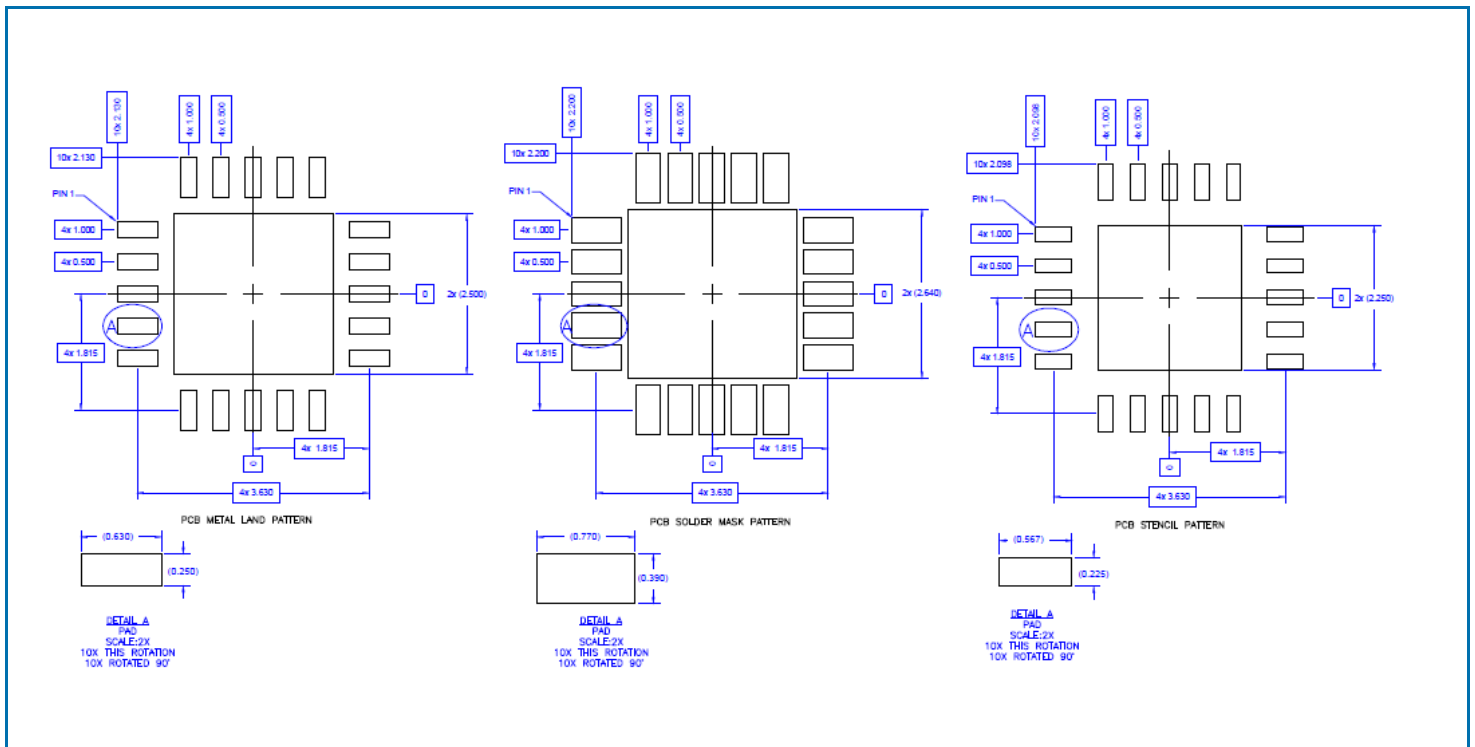 10x 2.130
4x 1.000
4x 0.500
10x 2.130
PIN 1
4x 1.000
4x 0.500
A
4x 1.815
2x (2.500)
0
4x 1.815
0
4x 3.630
PCB METAL LAND PATTERN
(0.630)
(0.250)
DETAIL A
PAD
SCALE:2X
10X THIS ROTATION
10X ROTATED 90°
10x 2.200
4x 1.000
4x 0.500
10x 2.200
PIN 1
4x 1.000
4x 0.500
A
4x 1.815
0
2x (2.640)
4x 1.815
0
4x 3.630
PCB SOLDER MASK PATTERN
(0.770)
(0.390)
DETAIL A
PAD
SCALE:2X
10X THIS ROTATION
10X ROTATED 90°
10x 2.098
4x 1.000
4x 0.500
10x 2.098
PIN 1
4x 1.000
4x 0.500
A
4x 1.815
0
2x (2.250)
4x 1.815
0
4x 3.630
PCB STENCIL PATTERN
(0.567)
(0.225)
DETAIL A
PAD
SCALE:2X
10X THIS ROTATION
10X ROTATED 90°